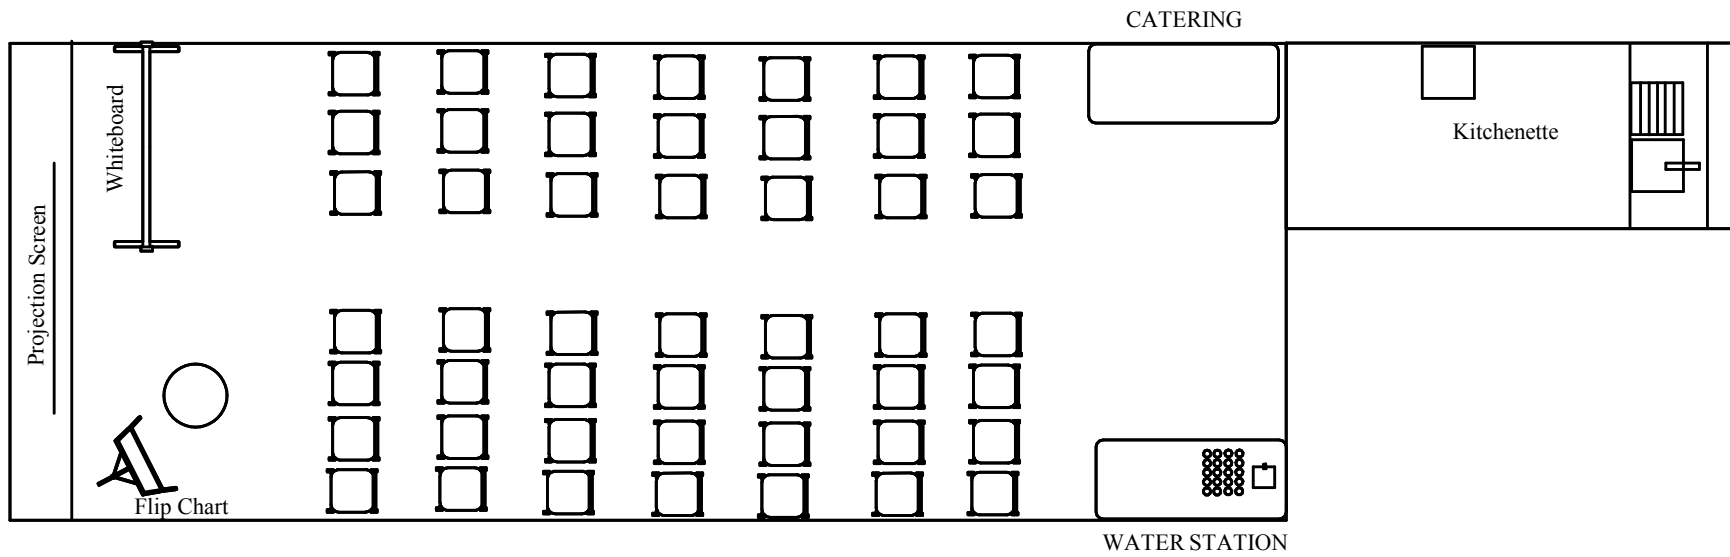 CATERING
Whiteboard
Kitchenette
Projection Screen
Flip Chart
WATER STATION